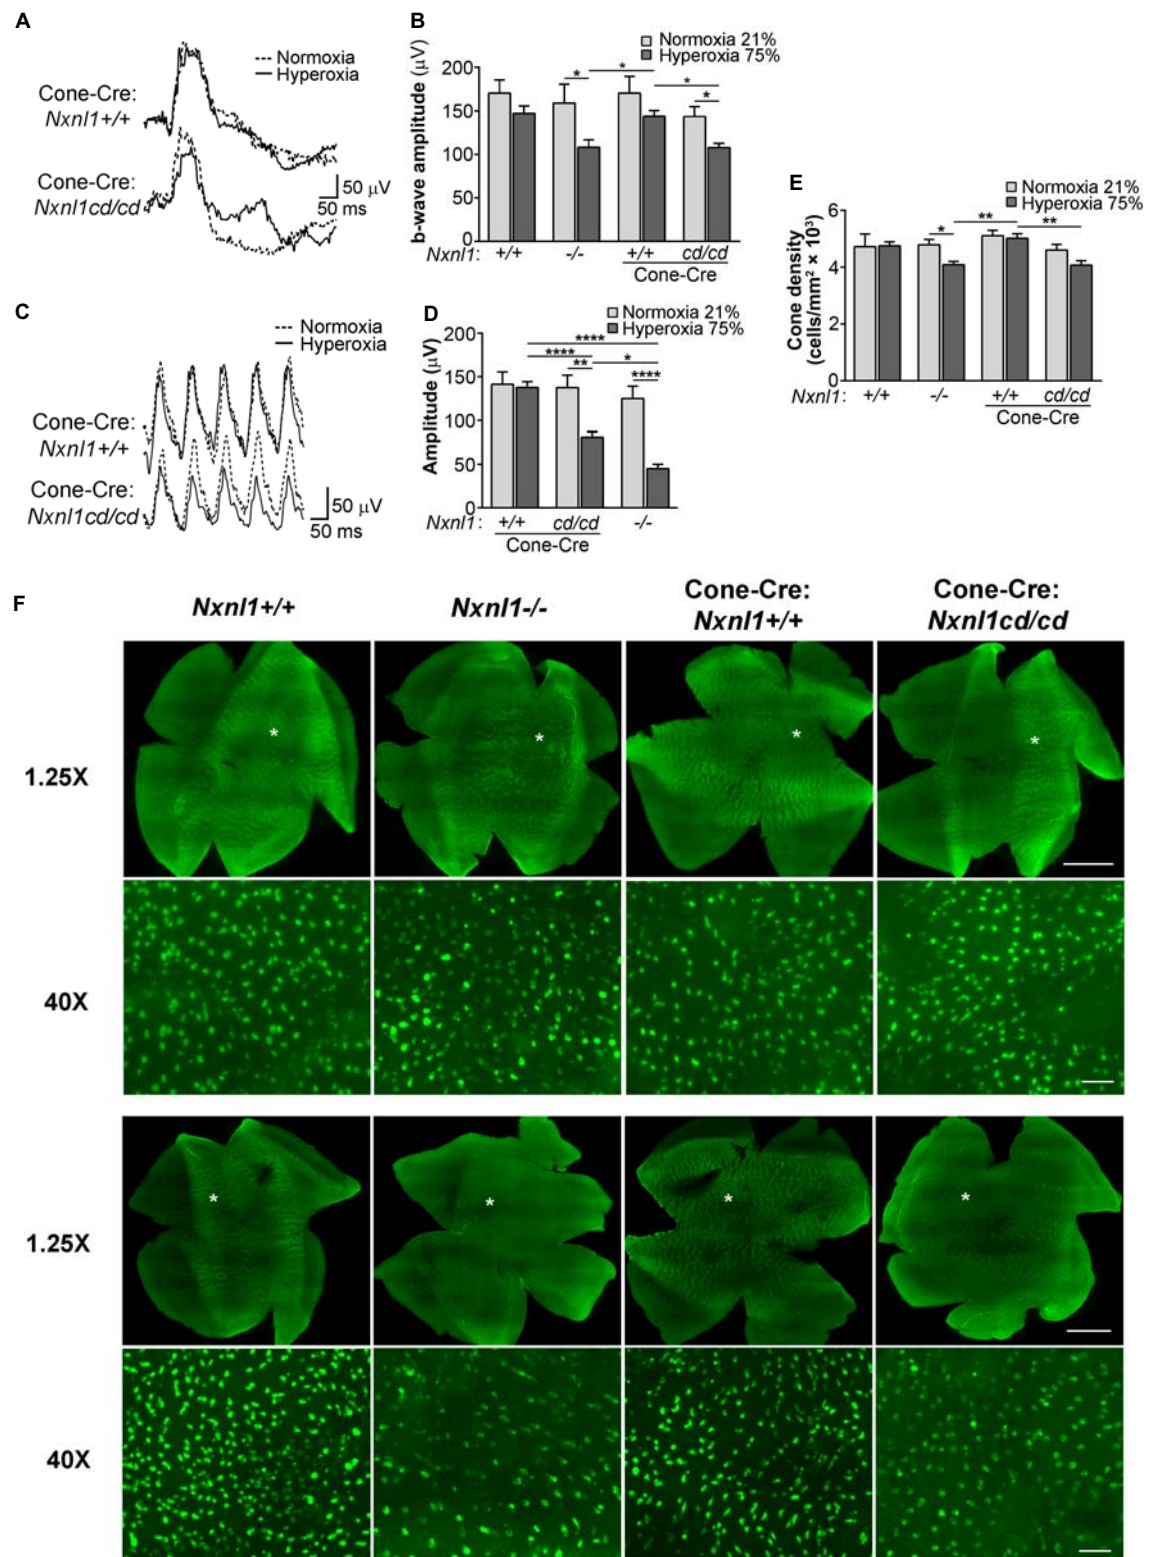 A
Normoxia
Hyperoxia
Cone-Cre:
Nxnl1+/+
Cone-Cre:
Nxnl1cd/cd
50 μV
50 ms
B
Normoxia 21%
Hyperoxia 75%
b-wave amplitude (μV)
200
150
100
50
0
* * * *
Nxnl1: +/+ -/- +/+ cd/cd
Cone-Cre
C
Normoxia
Hyperoxia
Cone-Cre:
Nxnl1+/+
Cone-Cre:
Nxnl1cd/cd
50 μV
50 ms
D
Normoxia 21%
Hyperoxia 75%
Amplitude (μV)
200
150
100
50
0
****
**** *
** ****
Nxnl1: +/+ cd/cd -/-
Cone-Cre
E
Normoxia 21%
Hyperoxia 75%
Cone density
(cells/mm² × 10³)
6
4
2
0
* ** **
Nxnl1: +/+ -/- +/+ cd/cd
Cone-Cre
F
Nxnl1+/+
Nxnl1-/-
Cone-Cre:
Nxnl1+/+
Cone-Cre:
Nxnl1cd/cd
1.25X
* * * *
40X
1.25X
* * * *
40X